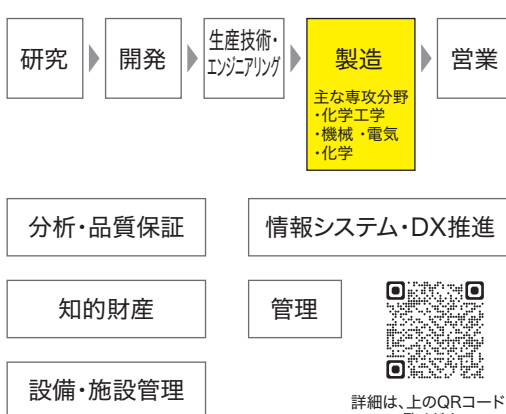 研究
開発
生産技術・
エンジニアリング
製造
主な専攻分野
・化学工学
・機械 ・電気
・化学
営業
分析・品質保証
情報システム・DX推進
知的財産
管理
設備・施設管理
詳細は、上のQRコード